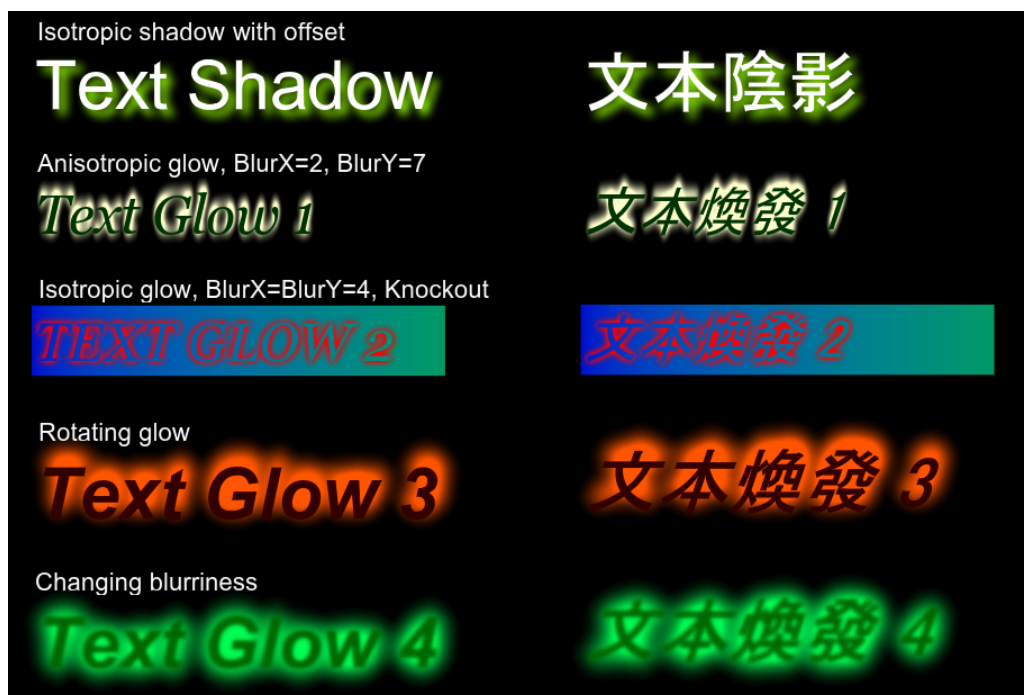 Isotropic shadow with offset
Text Shadow 文本陰影
Anisotropic glow, BlurX=2, BlurY=7
Text Glow 1 文本煥發 1
Isotropic glow, BlurX=BlurY=4, Knockout
TEXT GLOW 2 文本煥發 2
Rotating glow
Text Glow 3 文本煥發 3
Changing blurriness
Text Glow 4 文本煥發 4